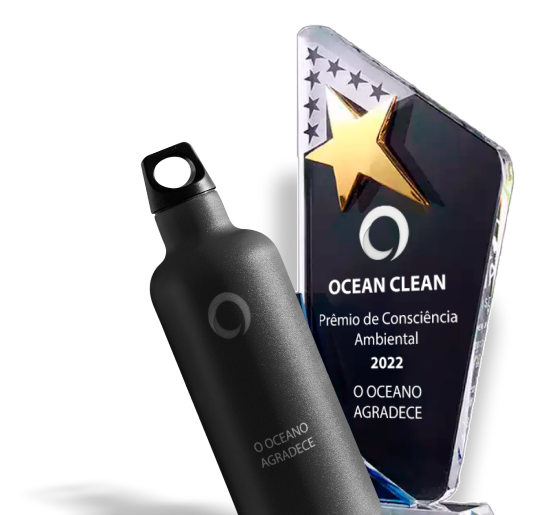 OCEAN CLEAN
Prêmio de Consciência
Ambiental
2022
O OCEANO
AGRADECE
O OCEANO
AGRADECE